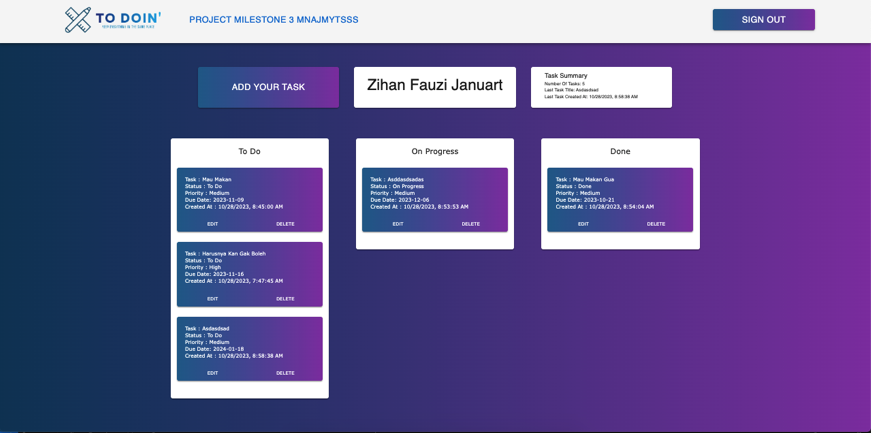 TO DOIN'
PROJECT MILESTONE 3 MNAJMYTSSS
SIGN OUT
ADD YOUR TASK
Zihan Fauzi Januart
Task Summary
Number Of Tasks: 5
Last Task Title: Asdasdsad
Last Task Created At: 10/28/2023, 8:58:38 AM
To Do
Task : Mau Makan
Status : To Do
Priority : Medium
Due Date: 2023-11-09
Created At : 10/28/2023, 8:45:00 AM
EDIT DELETE
Task : Harusnya Kan Gak Boleh
Status : To Do
Priority : High
Due Date: 2023-11-16
Created At : 10/28/2023, 7:47:45 AM
EDIT DELETE
Task : Asdasdsad
Status : To Do
Priority : Medium
Due Date: 2024-01-18
Created At : 10/28/2023, 8:58:38 AM
EDIT DELETE
On Progress
Task : Asddasdsadas
Status : On Progress
Priority : Medium
Due Date: 2023-12-06
Created At : 10/28/2023, 8:53:53 AM
EDIT DELETE
Done
Task : Mau Makan Gua
Status : Done
Priority : Medium
Due Date: 2023-10-21
Created At : 10/28/2023, 8:54:04 AM
EDIT DELETE